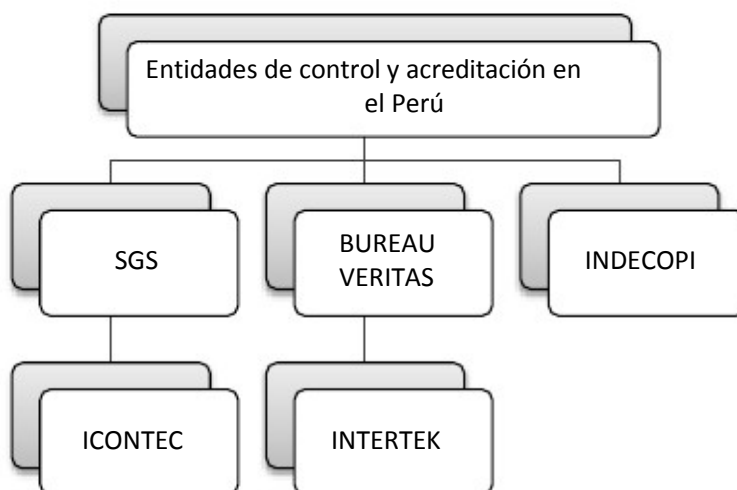 Entidades de control y acreditación en
el Perú
SGS
BUREAU
VERITAS
INDECOPI
ICONTEC
INTERTEK